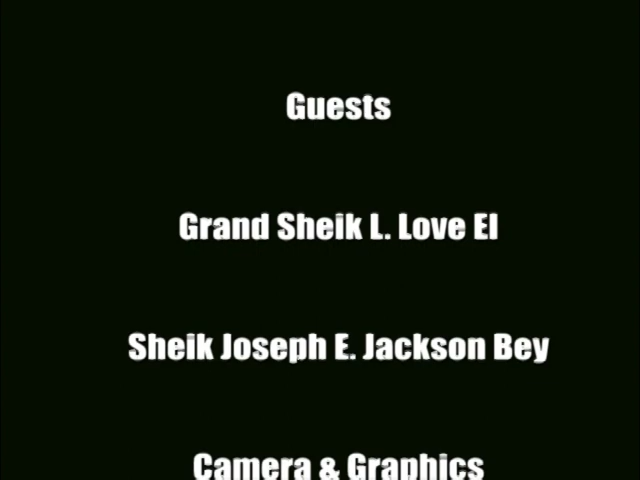 Guests
Grand Sheik L. Love El
Sheik Joseph E. Jackson Bey
Camera & Graphics